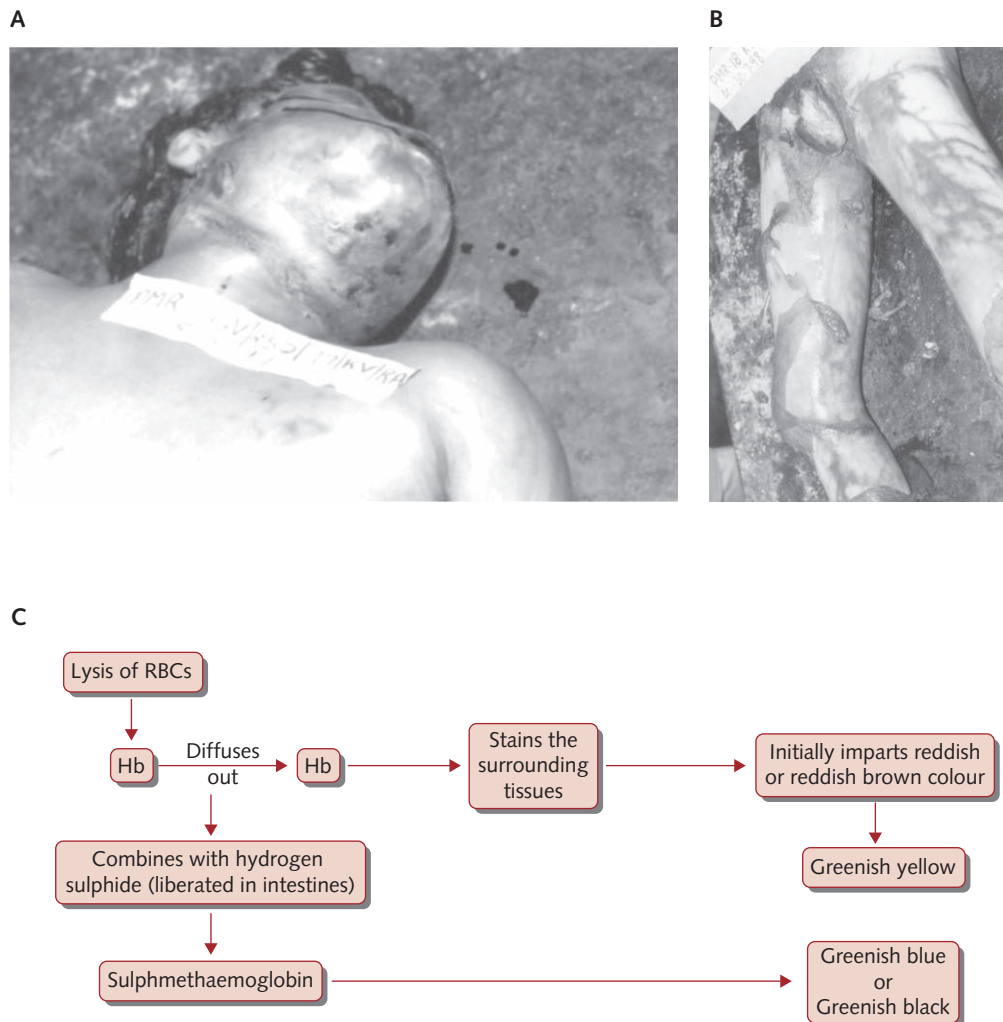 A
B
PMR
C
Lysis of RBCs
Hb
Diffuses
out
Hb
Stains the
surrounding
tissues
Initially imparts reddish
or reddish brown colour
Greenish yellow
Combines with hydrogen
sulphide (liberated in intestines)
Sulphmethaemoglobin
Greenish blue
or
Greenish black